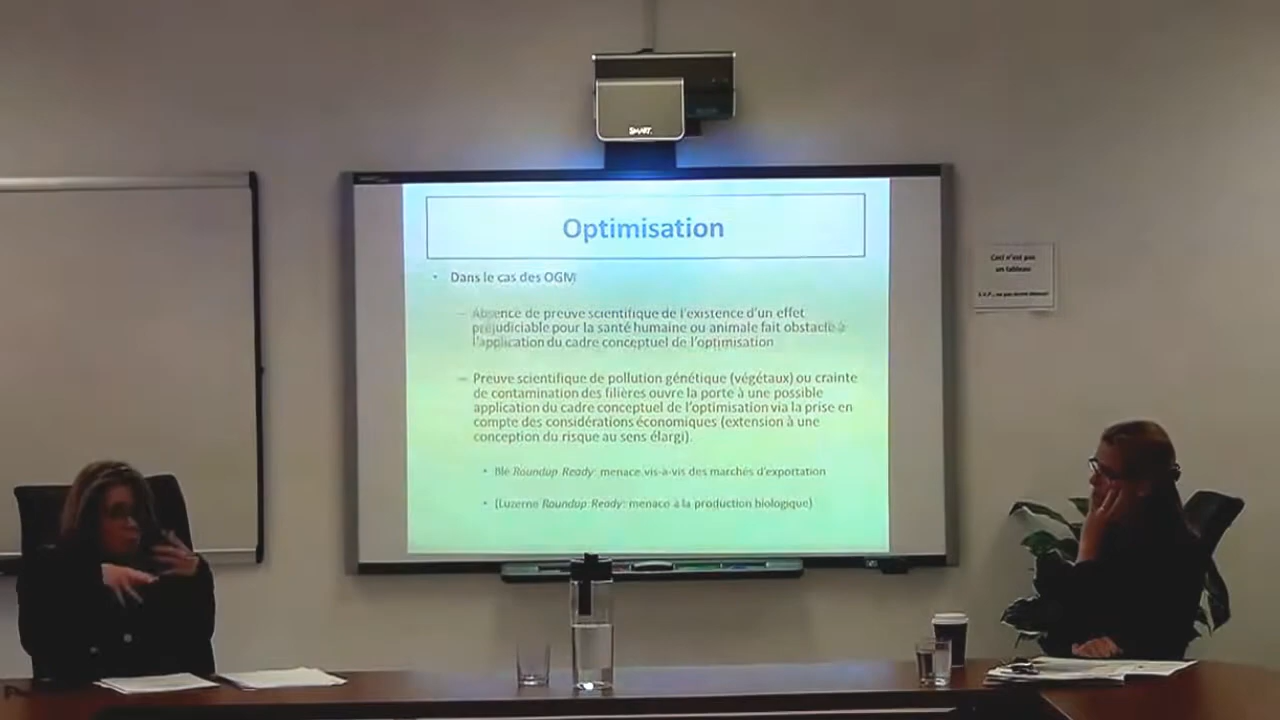 SMART
Optimisation
• Dans le cas des OGM
– Absence de preuve scientifique de l'existence d'un effet
préjudiciable pour la santé humaine ou animale fait obstacle à
l'application du cadre conceptuel de l'optimisation
– Preuve scientifique de pollution génétique (végétaux) ou crainte
de contamination des filières ouvre la porte à une possible
application du cadre conceptuel de l'optimisation via la prise en
compte des considérations économiques (extension à une
conception du risque au sens élargi).
• Blé Roundup Ready: menace vis-à-vis des marchés d'exportation
• (Luzerne Roundup Ready: menace à la production biologique)
Ceci n'est pas
un tableau
S.V.P.